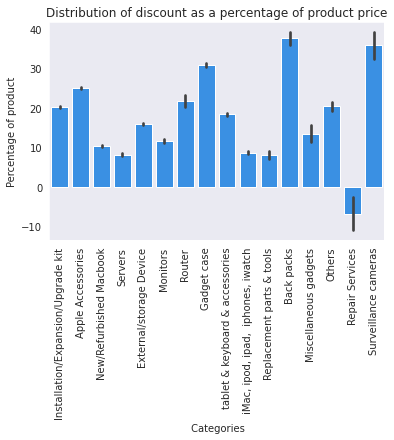 Distribution of discount as a percentage of product price
Percentage of product
40
30
20
10
0
−10
Installation/Expansion/Upgrade kit
Apple Accessories
New/Refurbished Macbook
Servers
External/storage Device
Monitors
Router
Gadget case
tablet & keyboard & accessories
iMac, ipod, ipad,  iphones, iwatch
Replacement parts & tools
Back packs
Miscellaneous gadgets
Others
Repair Services
Surveillance cameras
Categories